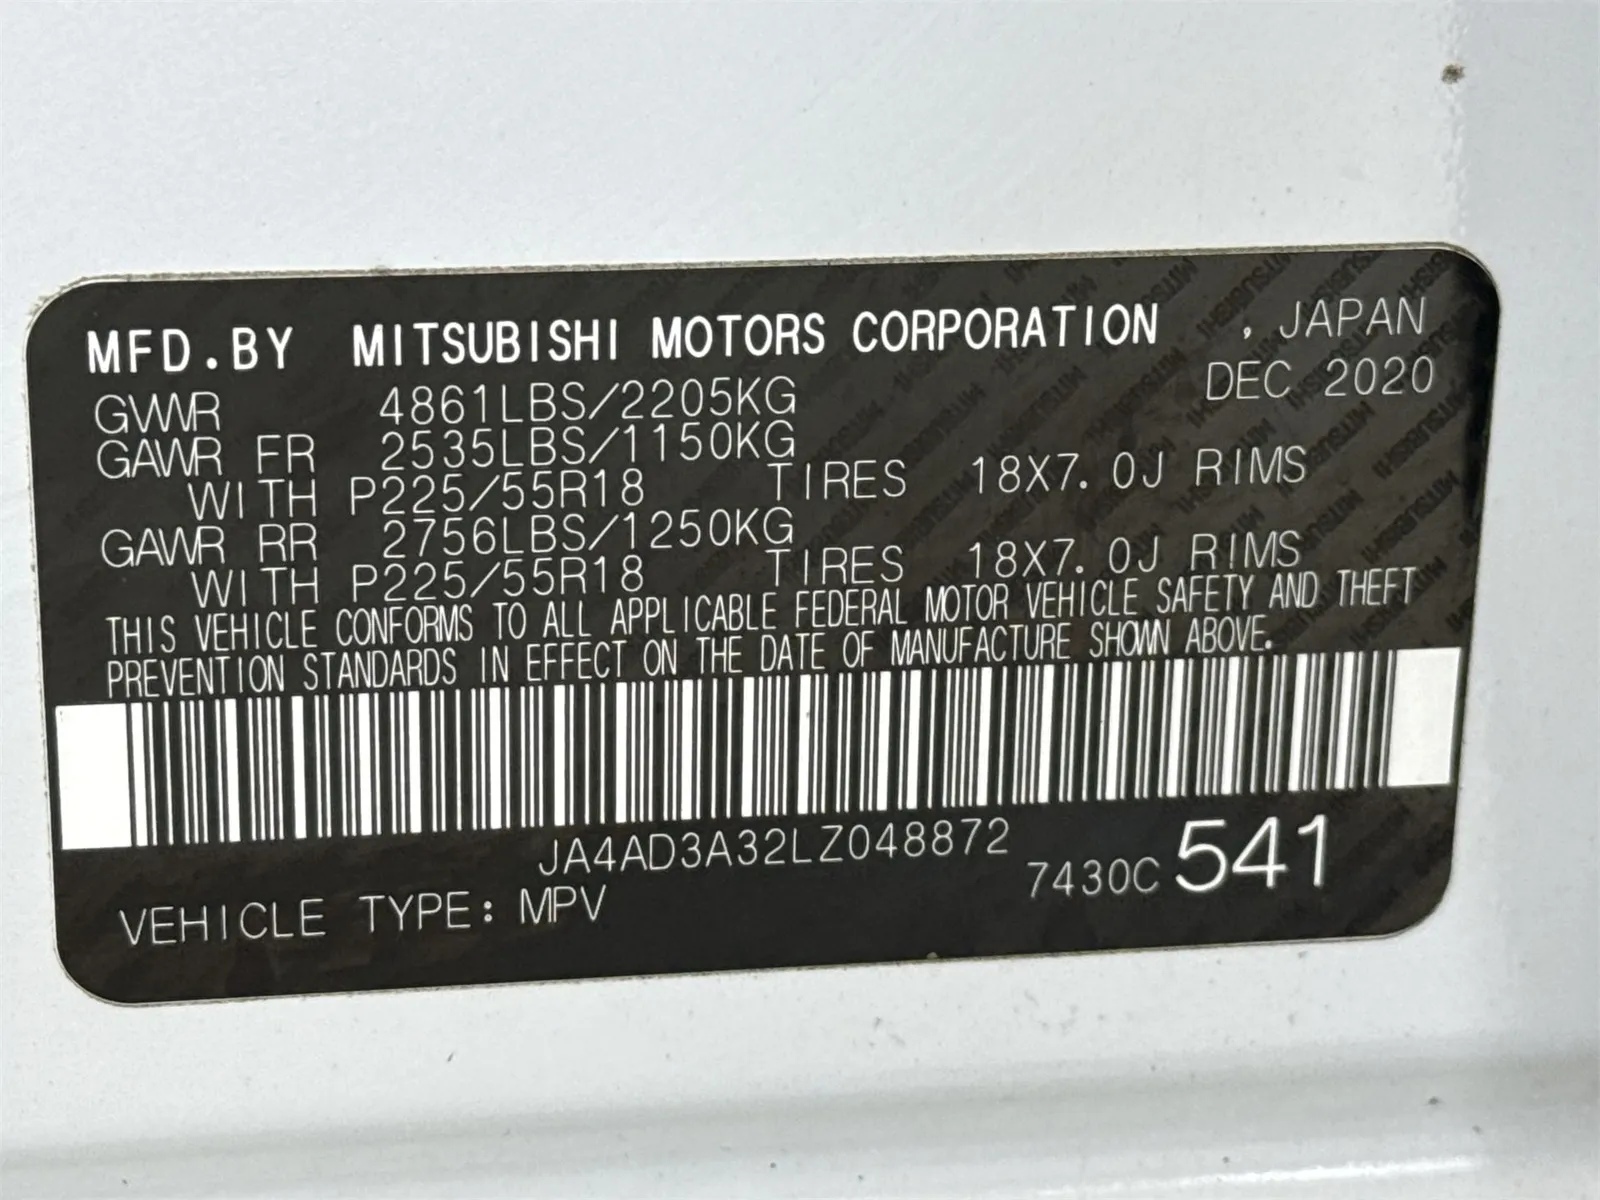 MFD.BY MITSUBISHI MOTORS CORPORATION , JAPAN
GVWR 4861LBS/2205KG DEC 2020
GAWR FR 2535LBS/1150KG
WITH P225/55R18 TIRES 18X7.0J RIMS
GAWR RR 2756LBS/1250KG
WITH P225/55R18 TIRES 18X7.0J RIMS
THIS VEHICLE CONFORMS TO ALL APPLICABLE FEDERAL MOTOR VEHICLE SAFETY AND THEFT
PREVENTION STANDARDS IN EFFECT ON THE DATE OF MANUFACTURE SHOWN ABOVE.
JA4AD3A32LZ048872
7430C 541
VEHICLE TYPE: MPV